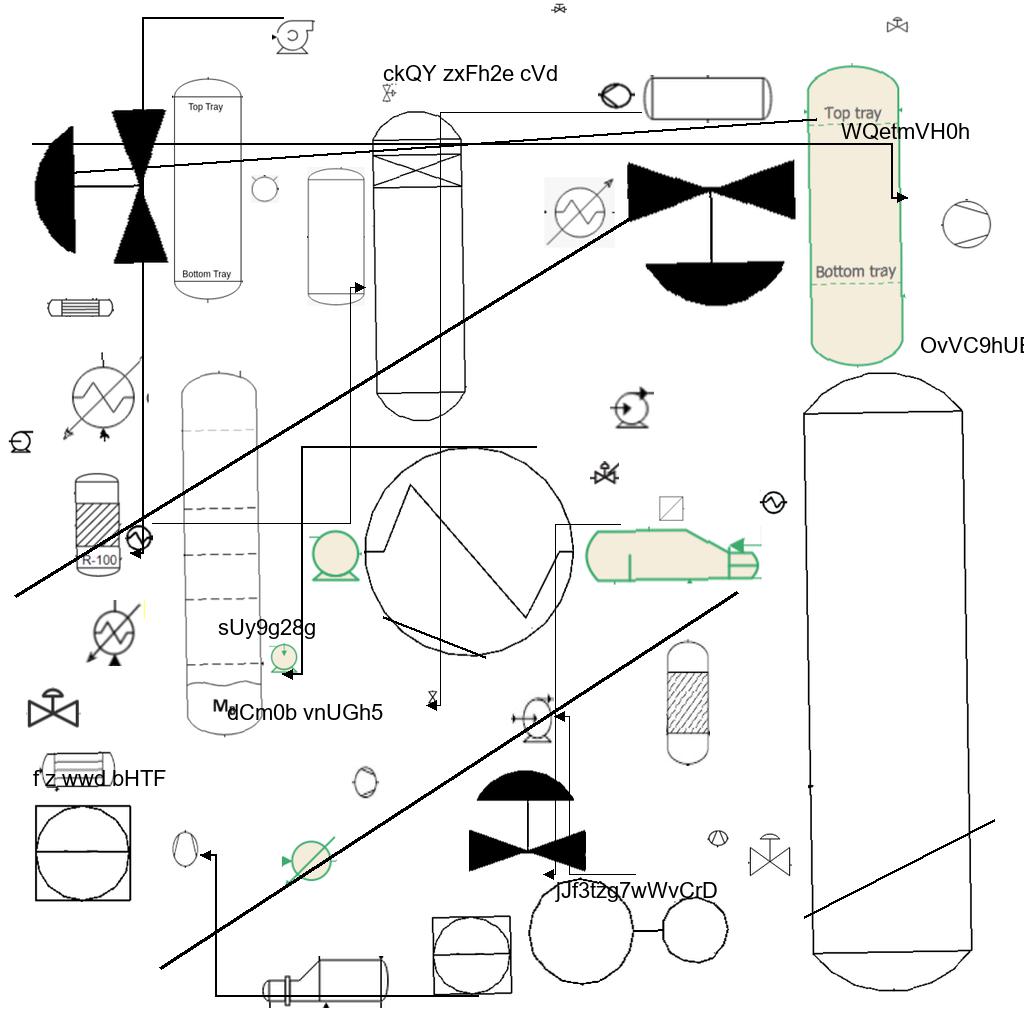 ckQY zxFh2e cVd
Top Tray
Top tray
WQetmVH0h
Bottom tray
Bottom Tray
OvVC9hUE
R-100
sUy9g28g
dCm0b vnUGh5
f z wwd bHTF
jJf3tzg7wWvCrD